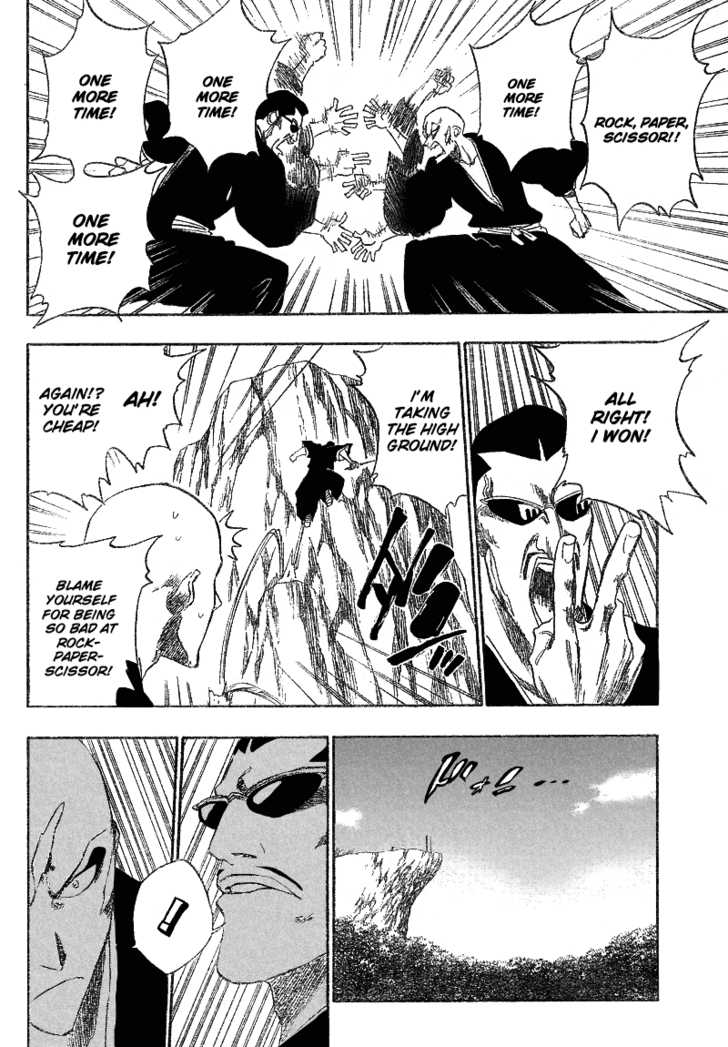 ROCK, PAPER,
SCISSOR!!
ONE
MORE
TIME!
ONE
MORE
TIME!
ONE
MORE
TIME!
ONE
MORE
TIME!
ALL
RIGHT!
I WON!
I'M
TAKING
THE HIGH
GROUND!
AH!
AGAIN!?
YOU'RE
CHEAP!
BLAME
YOURSELF
FOR BEING
SO BAD AT
ROCK-
PAPER-
SCISSOR!
!